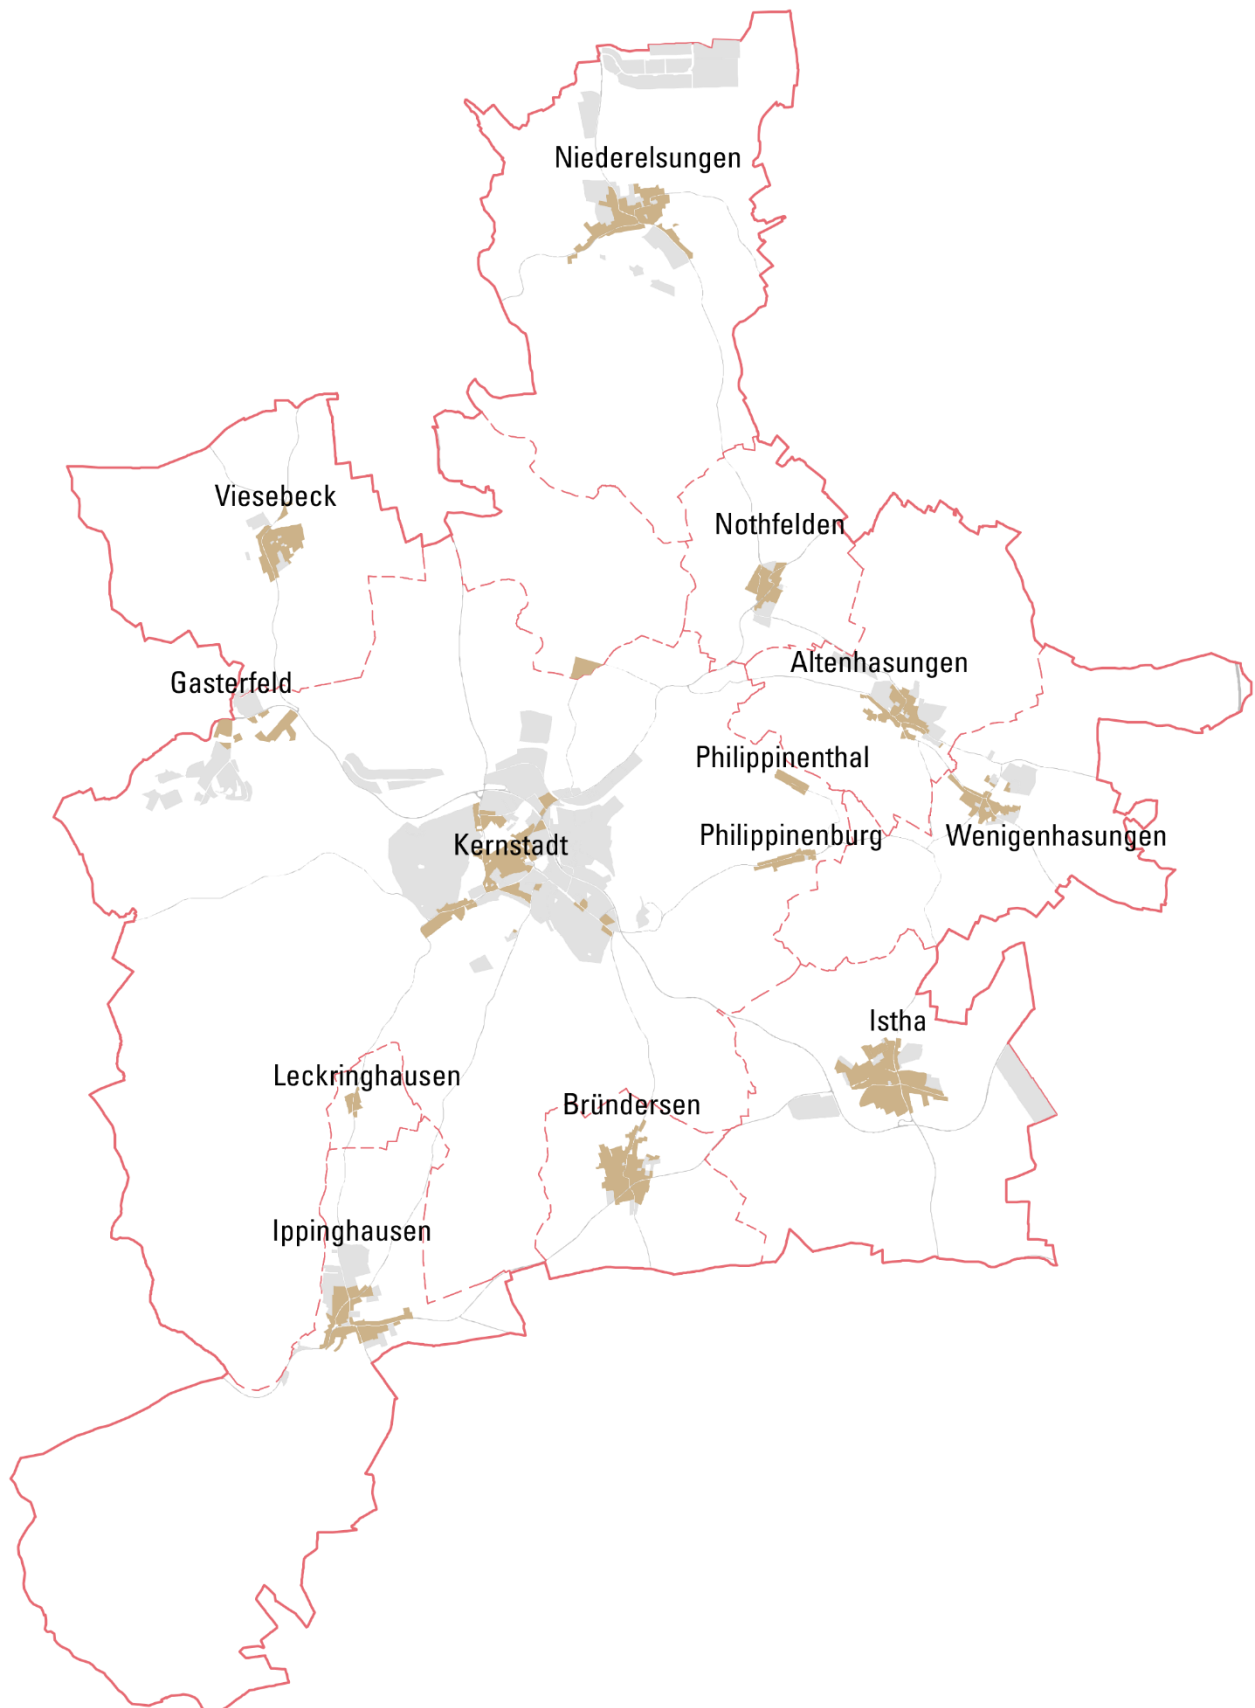 Niederelsungen
Viesebeck
Nothfelden
Altenhasungen
Gasterfeld
Philippinenthal
Philippinenburg
Wenigenhasungen
Kernstadt
Istha
Leckringhausen
Bründersen
Ippinghausen